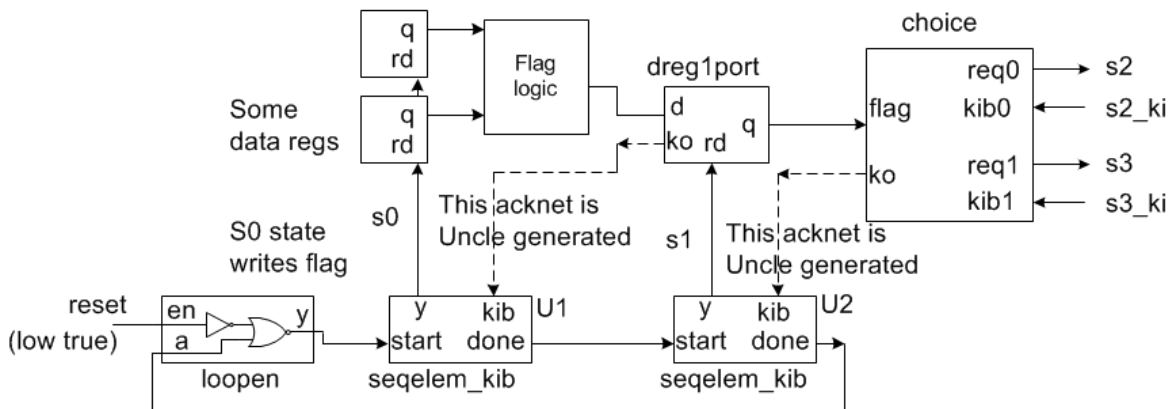 choice
q
rd
Flag
logic
dreg1port
req0
s2
d
q
flag
kib0
s2_ki
Some
data regs
q
rd
ko
rd
req1
s3
ko
kib1
s3_ki
s0
This acknet is
Uncle generated
s1
This acknet is
Uncle generated
S0 state
writes flag
reset
(low true)
en
y
a
loopen
y
kib
U1
start
done
seqelem_kib
y
kib
U2
start
done
seqelem_kib